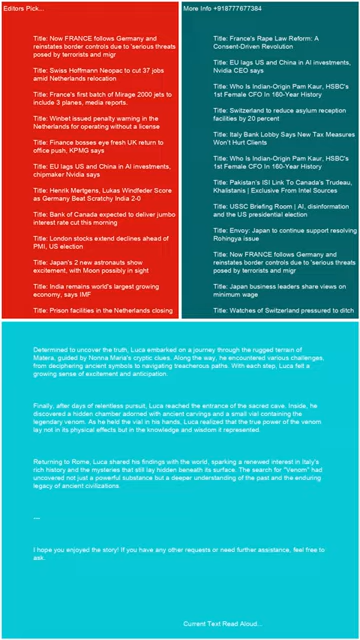 Editors Pick...
Title: Now FRANCE follows Germany and
reinstates border controls due to 'serious threats
posed by terrorists and migr
Title: Swiss Hoffmann Neopac to cut 37 jobs
amid Netherlands relocation
Title: France's first batch of Mirage 2000 jets to
include 3 planes, media reports.
Title: Winbet issued penalty warning in the
Netherlands for operating without a license
Title: Finance bosses eye fresh UK return to
office push, KPMG says
Title: EU lags US and China in AI investments,
chipmaker Nvidia says
Title: Henrik Mertgens, Lukas Windfeder Score
as Germany Beat Scratchy India 2-0
Title: Bank of Canada expected to deliver jumbo
interest rate cut this morning
Title: London stocks extend declines ahead of
PMI, US election
Title: Japan's 2 new astronauts show
excitement, with Moon possibly in sight
Title: India remains world's largest growing
economy, says IMF
Title: Prison facilities in the Netherlands closing
More Info +918777677384
Title: France's Rape Law Reform: A
Consent-Driven Revolution
Title: EU lags US and China in AI investments,
Nvidia CEO says
Title: Who Is Indian-Origin Pam Kaur, HSBC's
1st Female CFO In 160-Year History
Title: Switzerland to reduce asylum reception
facilities by 20 percent
Title: Italy Bank Lobby Says New Tax Measures
Won't Hurt Clients
Title: Who Is Indian-Origin Pam Kaur, HSBC's
1st Female CFO In 160-Year History
Title: Pakistan's ISI Link To Canada's Trudeau,
Khalistanis | Exclusive From Intel Sources
Title: USSC Briefing Room | AI, disinformation
and the US presidential election
Title: Envoy: Japan to continue support resolving
Rohingya issue
Title: Now FRANCE follows Germany and
reinstates border controls due to 'serious threats
posed by terrorists and migr
Title: Japan business leaders share views on
minimum wage
Title: Watches of Switzerland pressured to ditch
Determined to uncover the truth, Luca embarked on a journey through the rugged terrain of
Matera, guided by Nonna Maria's cryptic clues. Along the way, he encountered various challenges,
from deciphering ancient symbols to navigating treacherous paths. With each step, Luca felt a
growing sense of excitement and anticipation.
Finally, after days of relentless pursuit, Luca reached the entrance of the sacred cave. Inside, he
discovered a hidden chamber adorned with ancient carvings and a small vial containing the
legendary venom. As he held the vial in his hands, Luca realized that the true power of the venom
lay not in its physical effects but in the knowledge and wisdom it represented.
Returning to Rome, Luca shared his findings with the world, sparking a renewed interest in Italy's
rich history and the mysteries that still lay hidden beneath its surface. The search for "Venom" had
uncovered not just a powerful substance but a deeper understanding of the past and the enduring
legacy of ancient civilizations.
---
I hope you enjoyed the story! If you have any other requests or need further assistance, feel free to
ask.
Current Text Read Aloud...